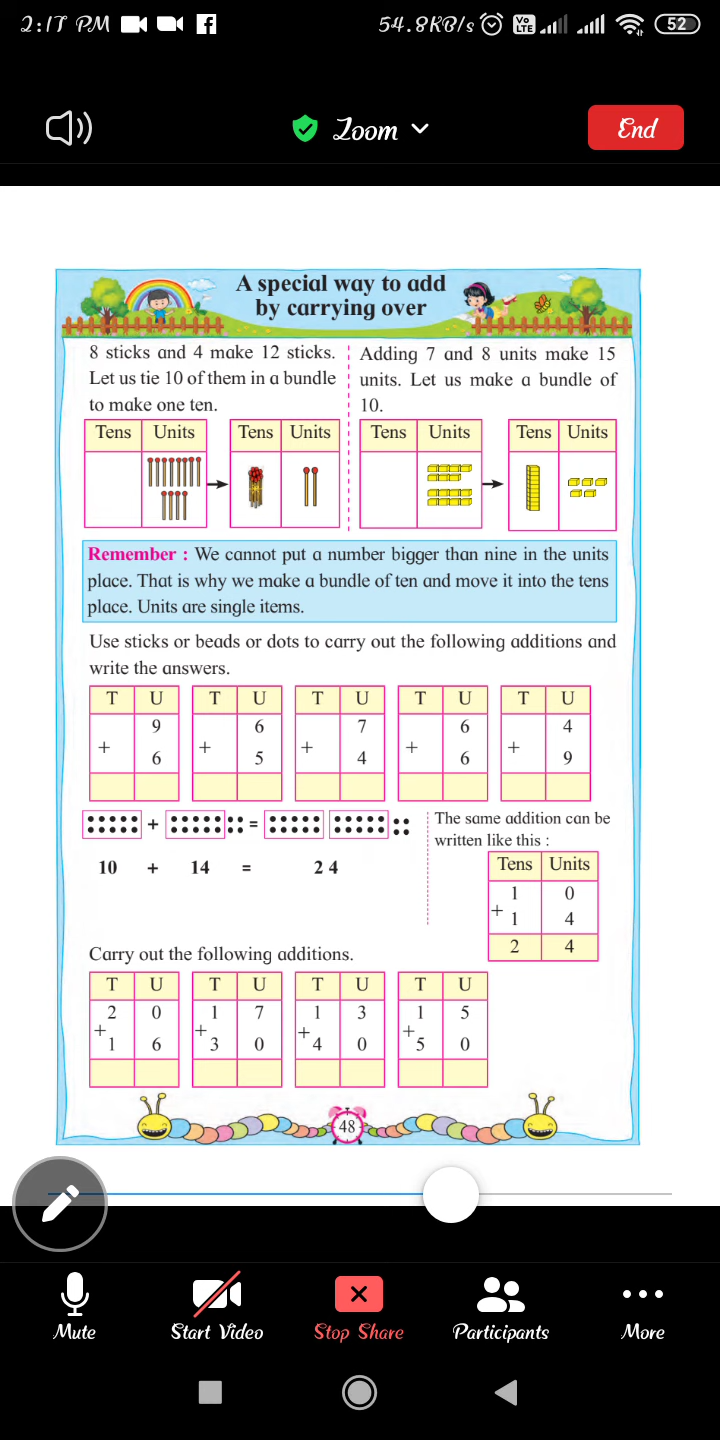 2:17 PM 54.8KB/s Vo LTE 52
Zoom End
A special way to add
by carrying over
8 sticks and 4 make 12 sticks.
Let us tie 10 of them in a bundle
to make one ten.
Adding 7 and 8 units make 15
units. Let us make a bundle of
10.
Tens Units Tens Units Tens Units Tens Units
Remember : We cannot put a number bigger than nine in the units
place. That is why we make a bundle of ten and move it into the tens
place. Units are single items.
Use sticks or beads or dots to carry out the following additions and
write the answers.
T U T U T U T U T U
9 6 7 6 4
+ + + + +
6 5 4 6 9
+ =
10 + 14 = 2 4
The same addition can be
written like this :
Tens Units
1 0
+ 1 4
2 4
Carry out the following additions.
T U T U T U T U
2 0 1 7 1 3 1 5
+ + + +
1 6 3 0 4 0 5 0
48
Mute Start Video Stop Share Participants More